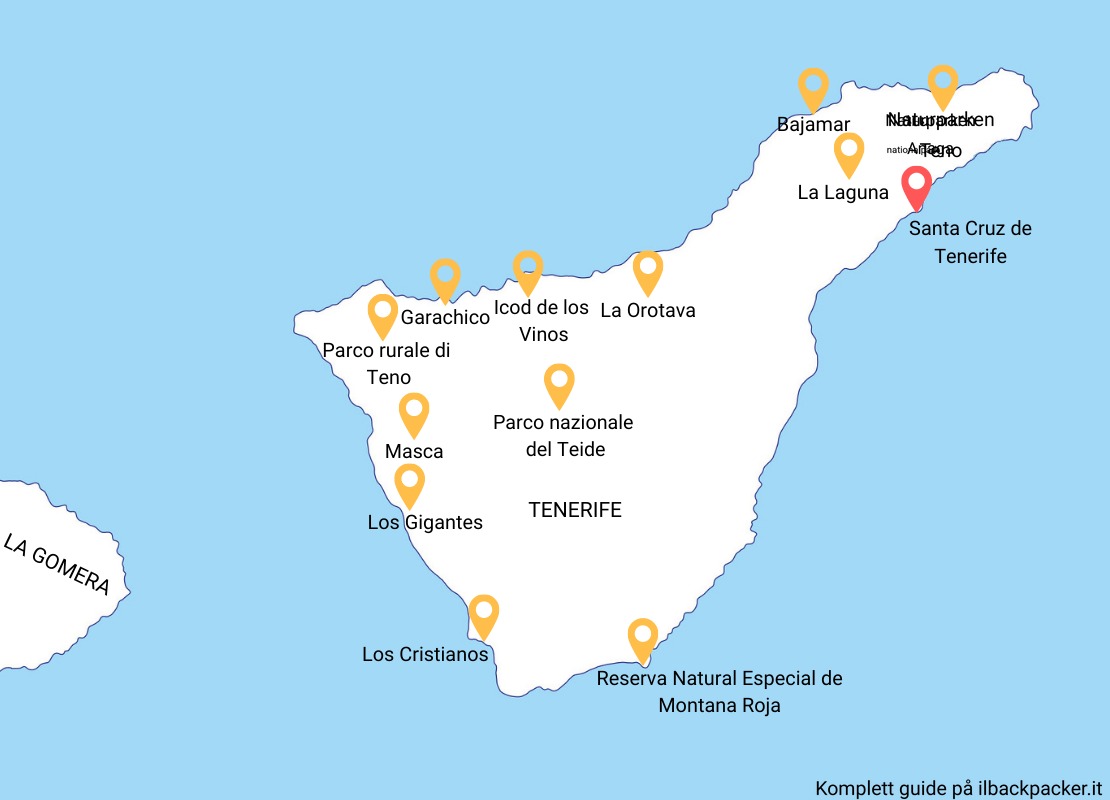 Bajamar
Naturparken
Teno
La Laguna
Santa Cruz de
Tenerife
Garachico
Icod de los
Vinos
La Orotava
Parco rurale di
Teno
Parco nazionale
del Teide
Masca
TENERIFE
Los Gigantes
LA GOMERA
Los Cristianos
Reserva Natural Especial de
Montana Roja
Komplett guide på ilbackpacker.it